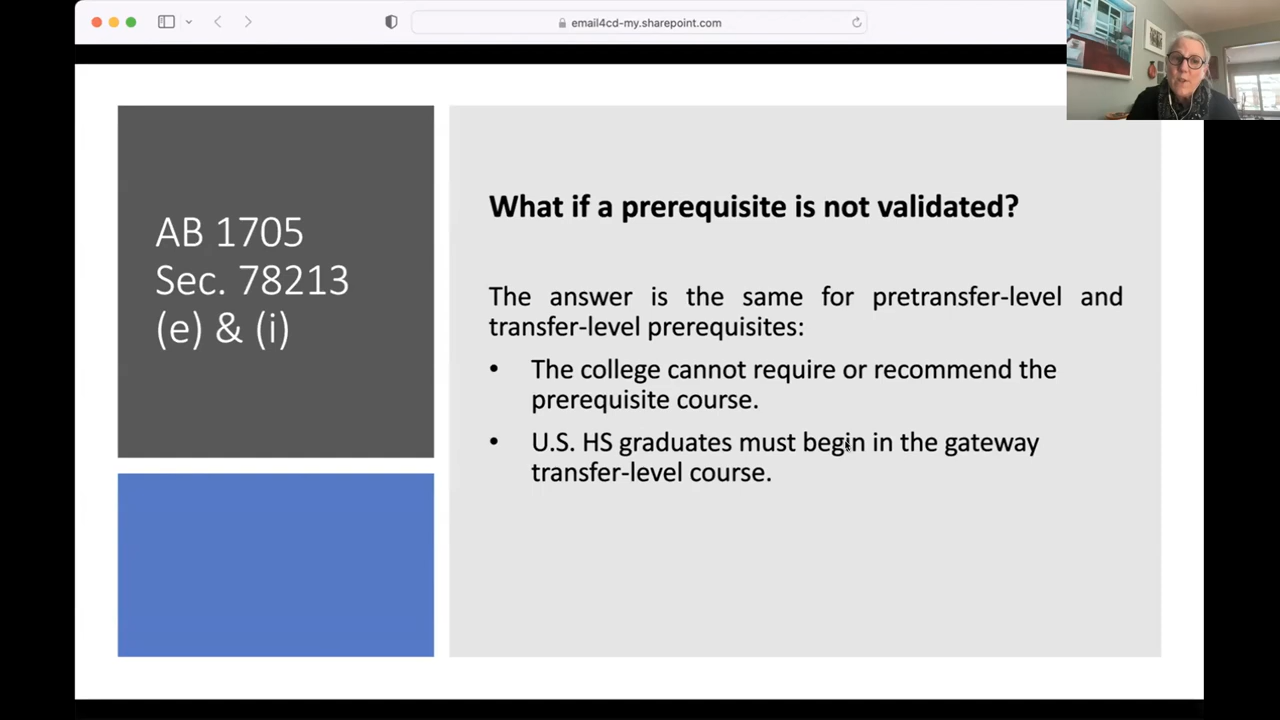 email4cd-my.sharepoint.com
AB 1705
Sec. 78213
(e) & (i)
What if a prerequisite is not validated?
The answer is the same for pretransfer-level and
transfer-level prerequisites:
• The college cannot require or recommend the
prerequisite course.
• U.S. HS graduates must begin in the gateway
transfer-level course.